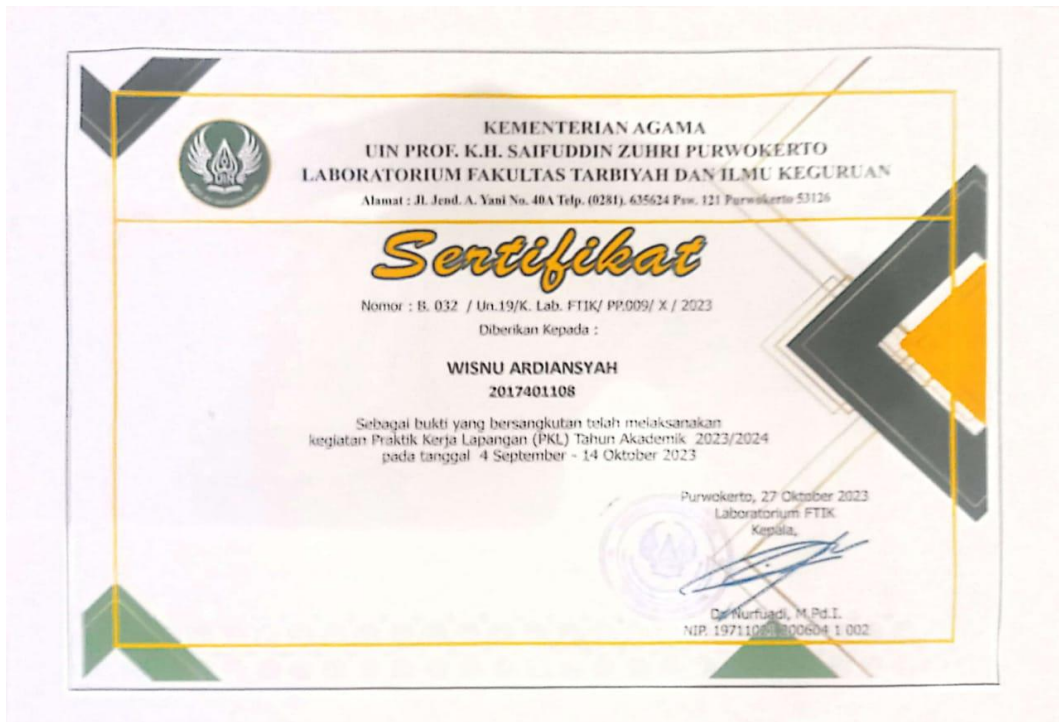 KEMENTERIAN AGAMA
UIN PROF. K.H. SAIFUDDIN ZUHRI PURWOKERTO
LABORATORIUM FAKULTAS TARBIYAH DAN ILMU KEGURUAN
Alamat : Jl. Jend. A. Yani No. 40A Telp. (0281). 635624 Psw. 121 Purwokerto 53126
Sertifikat
Nomor : B. 032 / Un.19/K. Lab. FTIK/ PP.009/ X / 2023
Diberikan Kepada :
WISNU ARDIANSYAH
2017401108
Sebagai bukti yang bersangkutan telah melaksanakan
kegiatan Praktik Kerja Lapangan (PKL) Tahun Akademik 2023/2024
pada tanggal 4 September - 14 Oktober 2023
Purwokerto, 27 Oktober 2023
Laboratorium FTIK
Kepala,
Nurfuadi, M.Pd.I.
NIP. 1 002